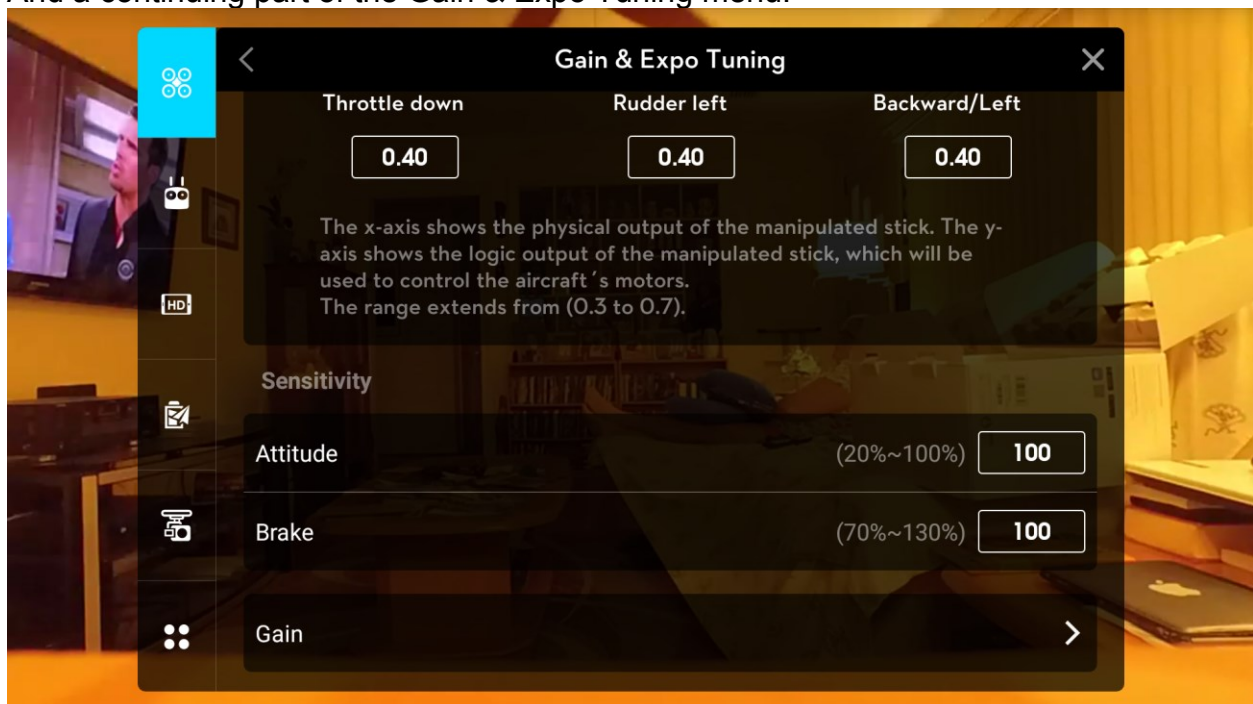 And a continuing part of the Gain & Expo Tuning menu:
Gain & Expo Tuning
Throttle down Rudder left Backward/Left
0.40 0.40 0.40
The x-axis shows the physical output of the manipulated stick. The y-
axis shows the logic output of the manipulated stick, which will be
used to control the aircraft´s motors.
The range extends from (0.3 to 0.7).
HD
Sensitivity
Attitude (20%~100%) 100
Brake (70%~130%) 100
Gain